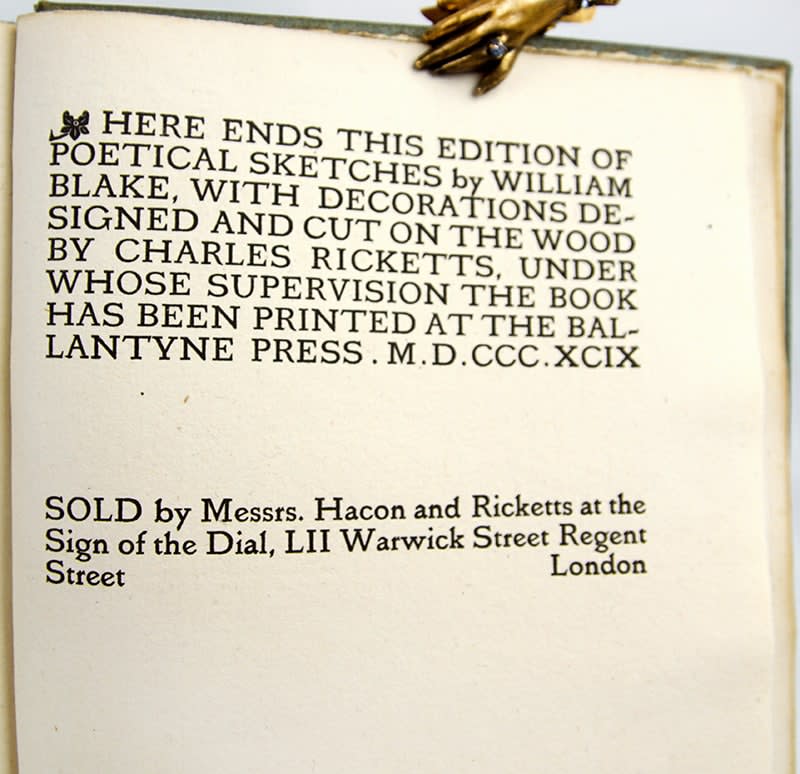 HERE ENDS THIS EDITION OF
POETICAL SKETCHES by WILLIAM
BLAKE, WITH DECORATIONS DE-
SIGNED AND CUT ON THE WOOD
BY CHARLES RICKETTS, UNDER
WHOSE SUPERVISION THE BOOK
HAS BEEN PRINTED AT THE BAL-
LANTYNE PRESS . M.D.CCC.XCIX
SOLD by Messrs. Hacon and Ricketts at the
Sign of the Dial, LII Warwick Street Regent
Street London